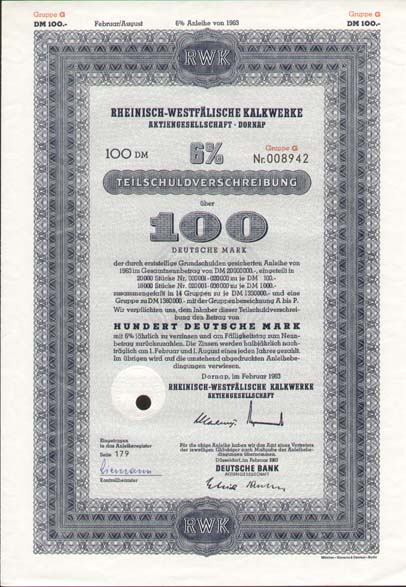 Gruppe G Gruppe G
DM 100.- Februar/August 6% Anleihe von 1963 DM 100.-
RWK
RHEINISCH-WESTFÄLISCHE KALKWERKE
AKTIENGESELLSCHAFT · DORNAP
100 DM 6% Gruppe G
Nr. 008942
TEILSCHULDVERSCHREIBUNG
über
100
DEUTSCHE MARK
der durch erststellige Grundschulden gesicherten Anleihe von
1963 im Gesamtnennbetrag von DM 20000000.-, eingeteilt in
20000 Stücke Nr. 000001-020000 zu je DM 100.-
18000 Stücke Nr. 020001-038000 zu je DM 1000.-
zusammengefaßt in 14 Gruppen zu je DM 1330000.- und eine
Gruppe zu DM 1380000.- mit der Gruppenbezeichnung A bis P.
Wir verpflichten uns, dem Inhaber dieser Teilschuldverschrei-
bung den Betrag von
HUNDERT DEUTSCHE MARK
mit 6% jährlich zu verzinsen und am Fälligkeitstag zum Nenn-
betrag zurückzuzahlen. Die Zinsen werden halbjährlich nach-
träglich am 1. Februar und 1. August eines jeden Jahres gezahlt.
Im übrigen wird auf die umstehend abgedruckten Anleihebe-
dingungen verwiesen.
Dornap, im Februar 1963
RHEINISCH-WESTFÄLISCHE KALKWERKE
AKTIENGESELLSCHAFT
Eingetragen
in das Anleiheregister
Seite 179
Kontrollbeamter
Für die obige Anleihe haben wir das Amt eines Vertreters
der jeweiligen Gläubiger nach Maßgabe der Anleihebe-
dingungen übernommen.
Düsseldorf, im Februar 1963
DEUTSCHE BANK
AKTIENGESELLSCHAFT
RWK